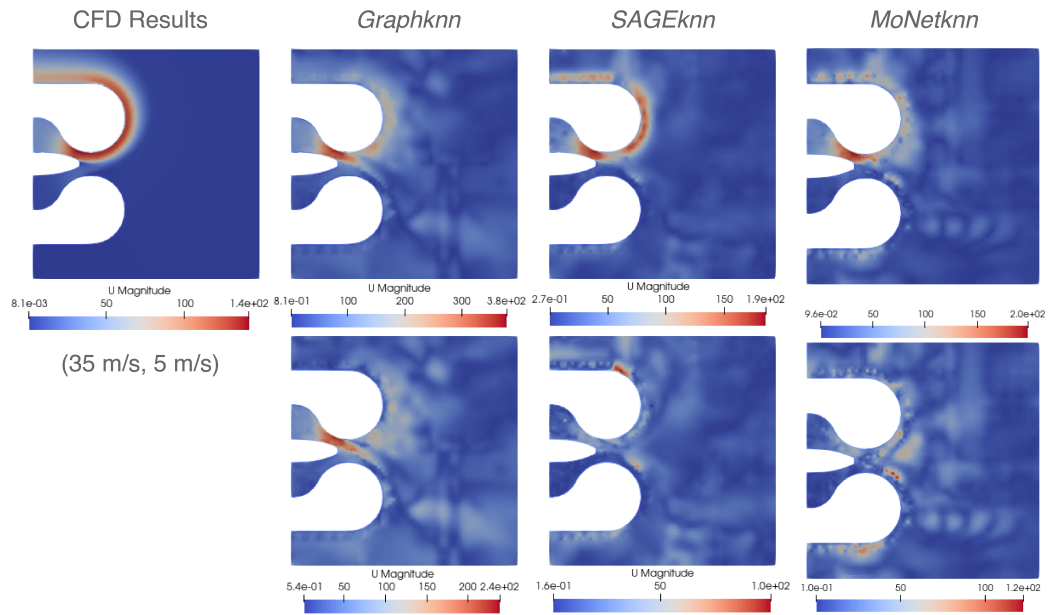 CFD Results
Graphknn
SAGEknn
MoNetknn
U Magnitude
8.1e-03 50 100 1.4e+02
U Magnitude
8.1e-01 100 200 300 3.8e+02
U Magnitude
2.7e-01 50 100 150 1.9e+02
9.6e-02 50 100 2.0e+02
(35 m/s, 5 m/s)
U Magnitude
5.4e-01 50 100 150 200 2.4e+02
U Magnitude
1.6e-01 50 1.0e+02
1.0e-01 50 100 1.2e+02